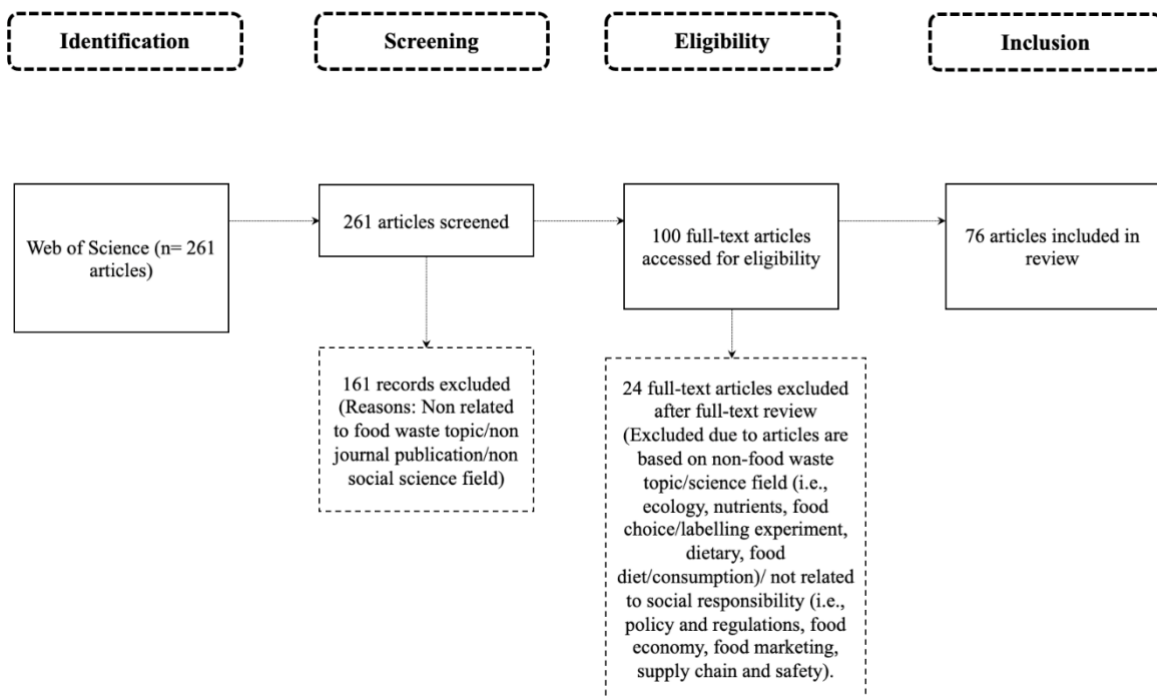 Identification
Screening
Eligibility
Inclusion
Web of Science (n= 261
articles)
261 articles screened
100 full-text articles
accessed for eligibility
76 articles included in
review
161 records excluded
(Reasons: Non related
to food waste topic/non
journal publication/non
social science field)
24 full-text articles excluded
after full-text review
(Excluded due to articles are
based on non-food waste
topic/science field (i.e.,
ecology, nutrients, food
choice/labelling experiment,
dietary, food
diet/consumption)/ not related
to social responsibility (i.e.,
policy and regulations, food
economy, food marketing,
supply chain and safety).